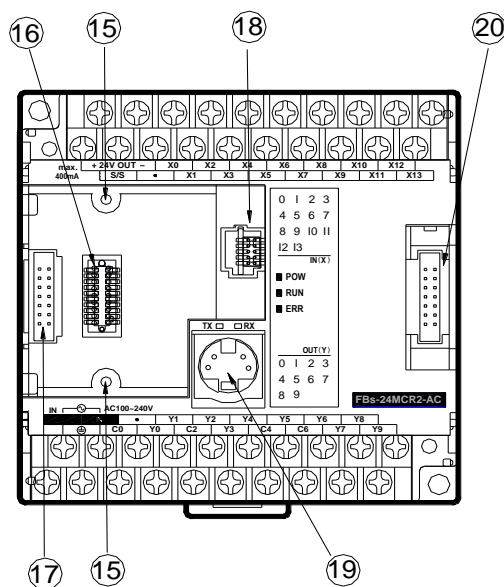 16 15 18 20
max. + 24V OUT – X0 X2 X4 X6 X8 X10 X12
400mA S/S • X1 X3 X5 X7 X9 X11 X13
0 1 2 3
4 5 6 7
8 9 10 11
12 13
IN(X)
POW
RUN
ERR
TX RX
OUT(Y)
0 1 2 3
4 5 6 7
8 9
FBs-24MCR2-AC
IN AC100~240V
• Y1 Y2 Y4 Y5 Y6 Y8
C0 Y0 C2 Y3 C4 C6 Y7 Y9
17 15 19